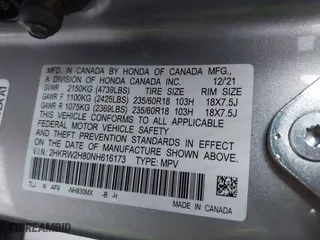 MFD. IN CANADA BY HONDA OF CANADA MFG.,
A DIVISION OF HONDA CANADA INC. 12/21
GVWR 2150KG (4739LBS) TIRE SIZE RIM SIZE
GAWR F 1100KG (2425LBS) 235/60R18 103H 18X7.5J
GAWR R 1075KG (2369LBS) 235/60R18 103H 18X7.5J
THIS VEHICLE CONFORMS TO ALL APPLICABLE
FEDERAL MOTOR VEHICLE SAFETY
AND THEFT PREVENTION STANDARDS IN EFFECT
ON THE DATE OF MANUFACTURE SHOWN ABOVE.
V.I.N.: 2HKRW2H80NH616173 TYPE: MPV
N AF9 NH830MX -B -H
MADE IN CANADA